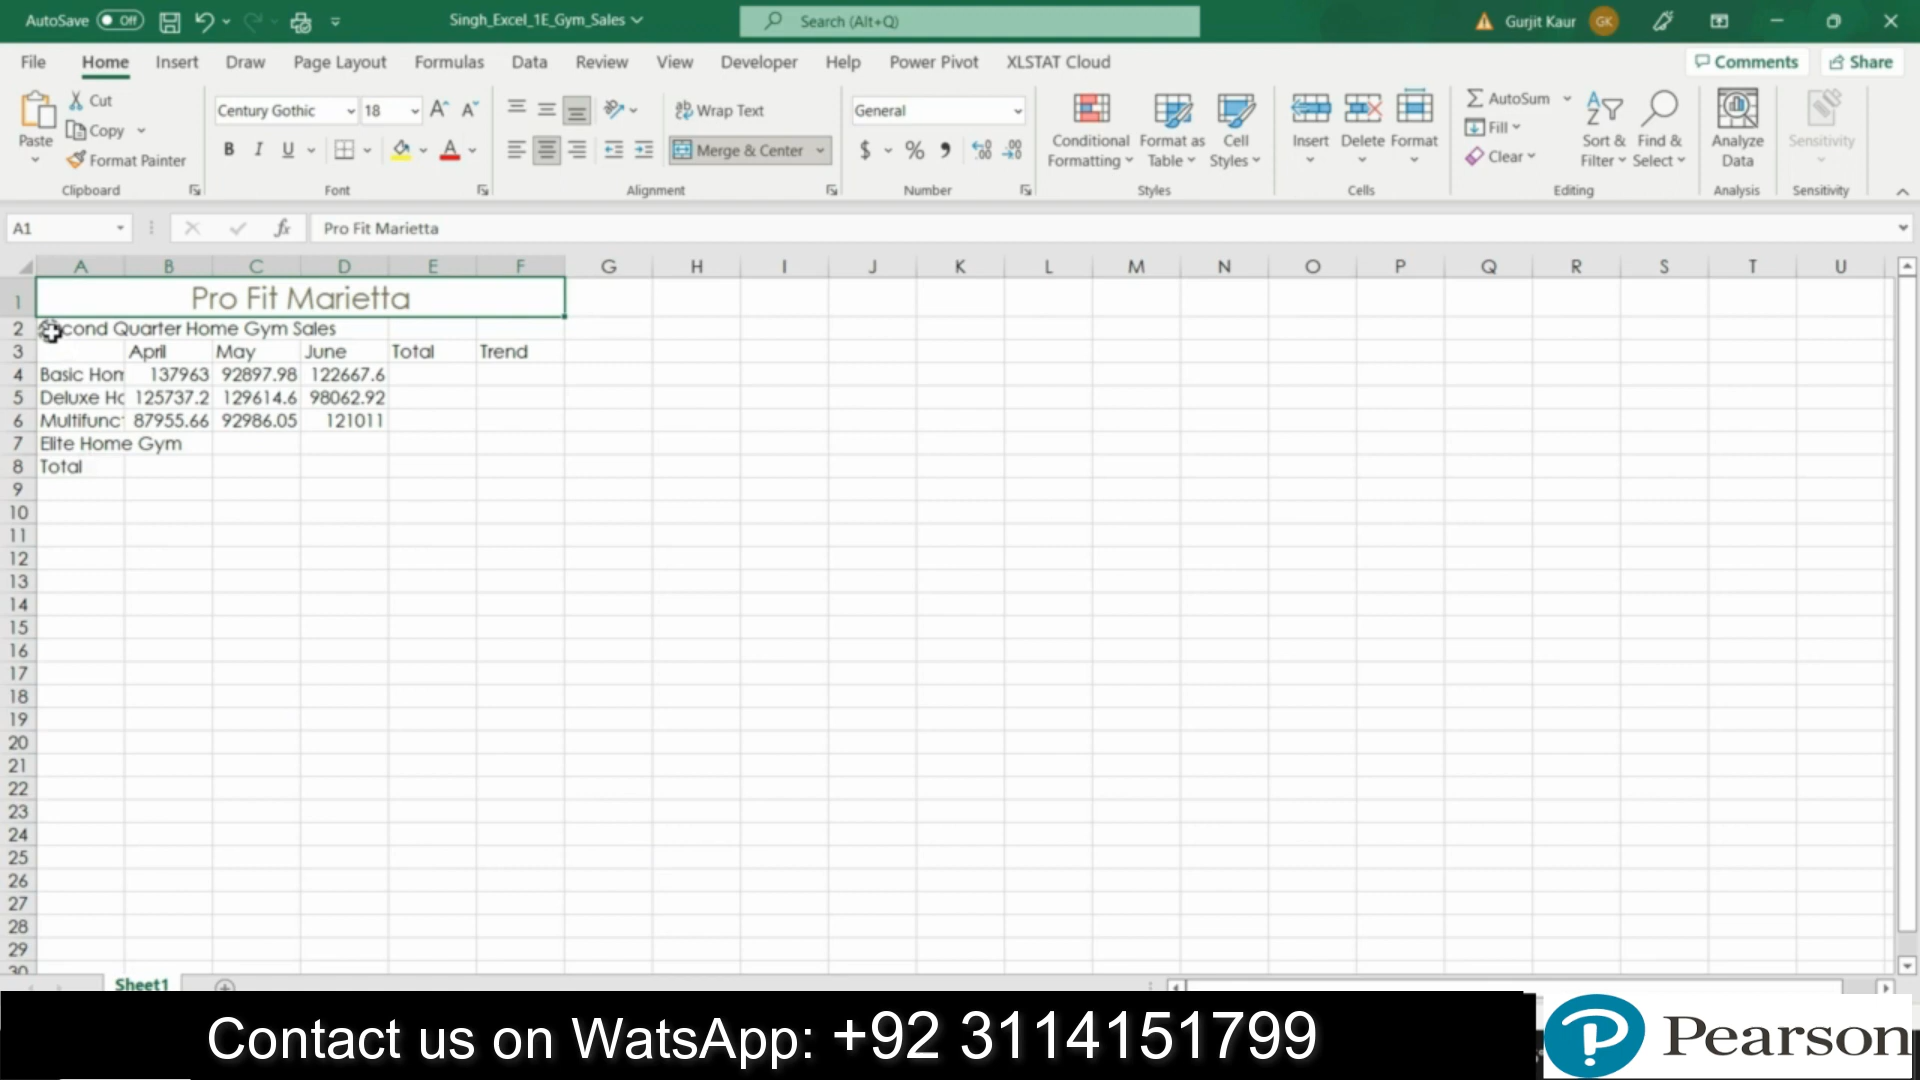 AutoSave Off Singh_Excel_1E_Gym_Sales Search (Alt+Q) Gurjit Kaur GK
File Home Insert Draw Page Layout Formulas Data Review View Developer Help Power Pivot XLSTAT Cloud Comments Share
Paste Cut Copy Format Painter Clipboard
Century Gothic 18 B I U Font
Wrap Text Merge & Center Alignment
General $ % Number
Conditional Formatting Format as Table Cell Styles Styles
Insert Delete Format Cells
AutoSum Fill Clear Sort & Filter Find & Select Editing
Analyze Data Analysis
Sensitivity Sensitivity
A1 fx Pro Fit Marietta
A B C D E F G H I J K L M N O P Q R S T U
1 Pro Fit Marietta
2 cond Quarter Home Gym Sales
3 April May June Total Trend
4 Basic Hom 137963 92897.98 122667.6
5 Deluxe Ho 125737.2 129614.6 98062.92
6 Multifunc 87955.66 92986.05 121011
7 Elite Home Gym
8 Total
9
10
11
12
13
14
15
16
17
18
19
20
21
22
23
24
25
26
27
28
29
30
Sheet1
Contact us on WatsApp: +92 3114151799
Pearson